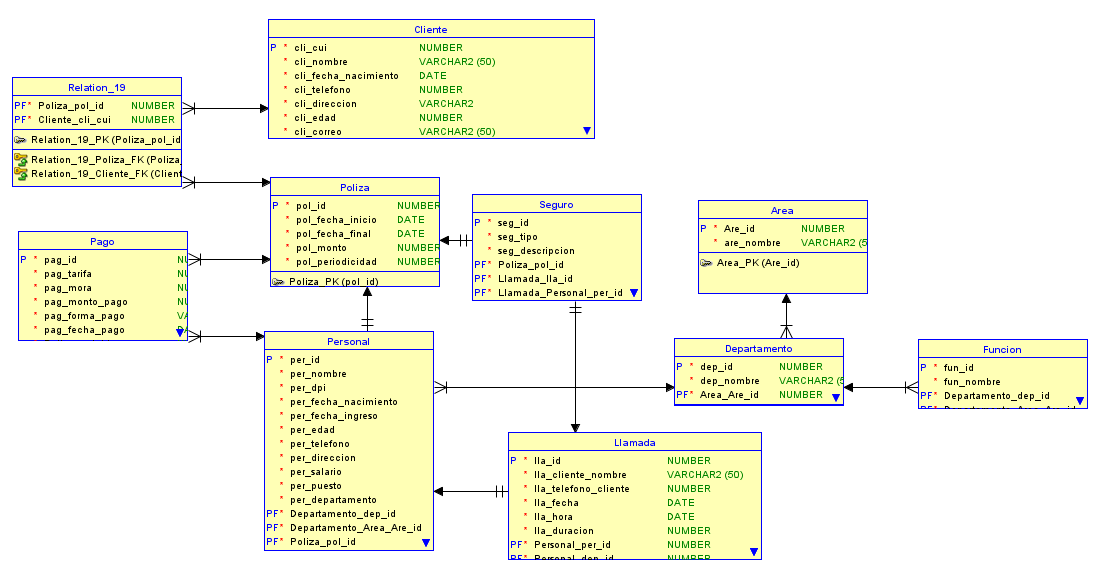 Cliente
P * cli_cui NUMBER
* cli_nombre VARCHAR2 (50)
* cli_fecha_nacimiento DATE
* cli_telefono NUMBER
* cli_direccion VARCHAR2
* cli_edad NUMBER
* cli_correo VARCHAR2 (50)
Relation_19
PF* Poliza_pol_id NUMBER
PF* Cliente_cli_cui NUMBER
Relation_19_PK (Poliza_pol_id
Relation_19_Poliza_FK (Poliza_
Relation_19_Cliente_FK (Client
Poliza
P * pol_id NUMBER
* pol_fecha_inicio DATE
* pol_fecha_final DATE
* pol_monto NUMBER
* pol_periodicidad NUMBER
Poliza_PK (pol_id)
Seguro
P * seg_id
* seg_tipo
* seg_descripcion
PF* Poliza_pol_id
PF* Llamada_lla_id
PF* Llamada_Personal_per_id
Area
P * Are_id NUMBER
* are_nombre VARCHAR2 (5
Area_PK (Are_id)
Pago
P * pag_id NU
* pag_tarifa NU
* pag_mora NU
* pag_monto_pago NU
* pag_forma_pago VA
* pag_fecha_pago DA
Personal
P * per_id
* per_nombre
* per_dpi
* per_fecha_nacimiento
* per_fecha_ingreso
* per_edad
* per_telefono
* per_direccion
* per_salario
* per_puesto
* per_departamento
PF* Departamento_dep_id
PF* Departamento_Area_Are_id
PF* Poliza_pol_id
Departamento
P * dep_id NUMBER
* dep_nombre VARCHAR2 (5
PF* Area_Are_id NUMBER
Funcion
P * fun_id
* fun_nombre
PF* Departamento_dep_id
PF* Departamento_Area_Are_id
Llamada
P * lla_id NUMBER
* lla_cliente_nombre VARCHAR2 (50)
* lla_telefono_cliente NUMBER
* lla_fecha DATE
* lla_hora DATE
* lla_duracion NUMBER
PF* Personal_per_id NUMBER
PF* Personal_dep_id NUMBER